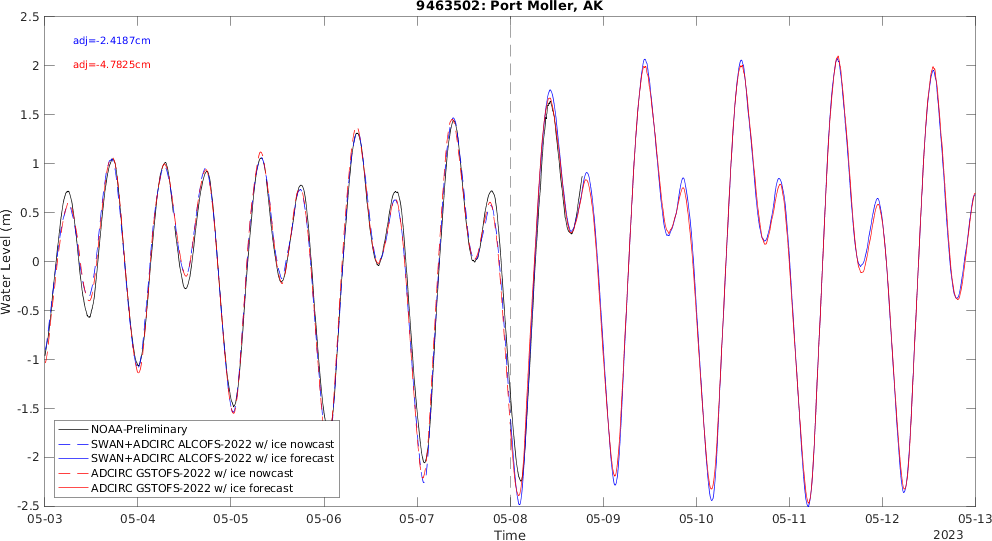 9463502: Port Moller, AK
2.5
adj=-2.4187cm
adj=-4.7825cm
2
1.5
1
0.5
0
-0.5
-1
-1.5
-2
-2.5
Water Level (m)
NOAA-Preliminary
SWAN+ADCIRC ALCOFS-2022 w/ ice nowcast
SWAN+ADCIRC ALCOFS-2022 w/ ice forecast
ADCIRC GSTOFS-2022 w/ ice nowcast
ADCIRC GSTOFS-2022 w/ ice forecast
05-03 05-04 05-05 05-06 05-07 05-08 05-09 05-10 05-11 05-12 05-13
Time
2023